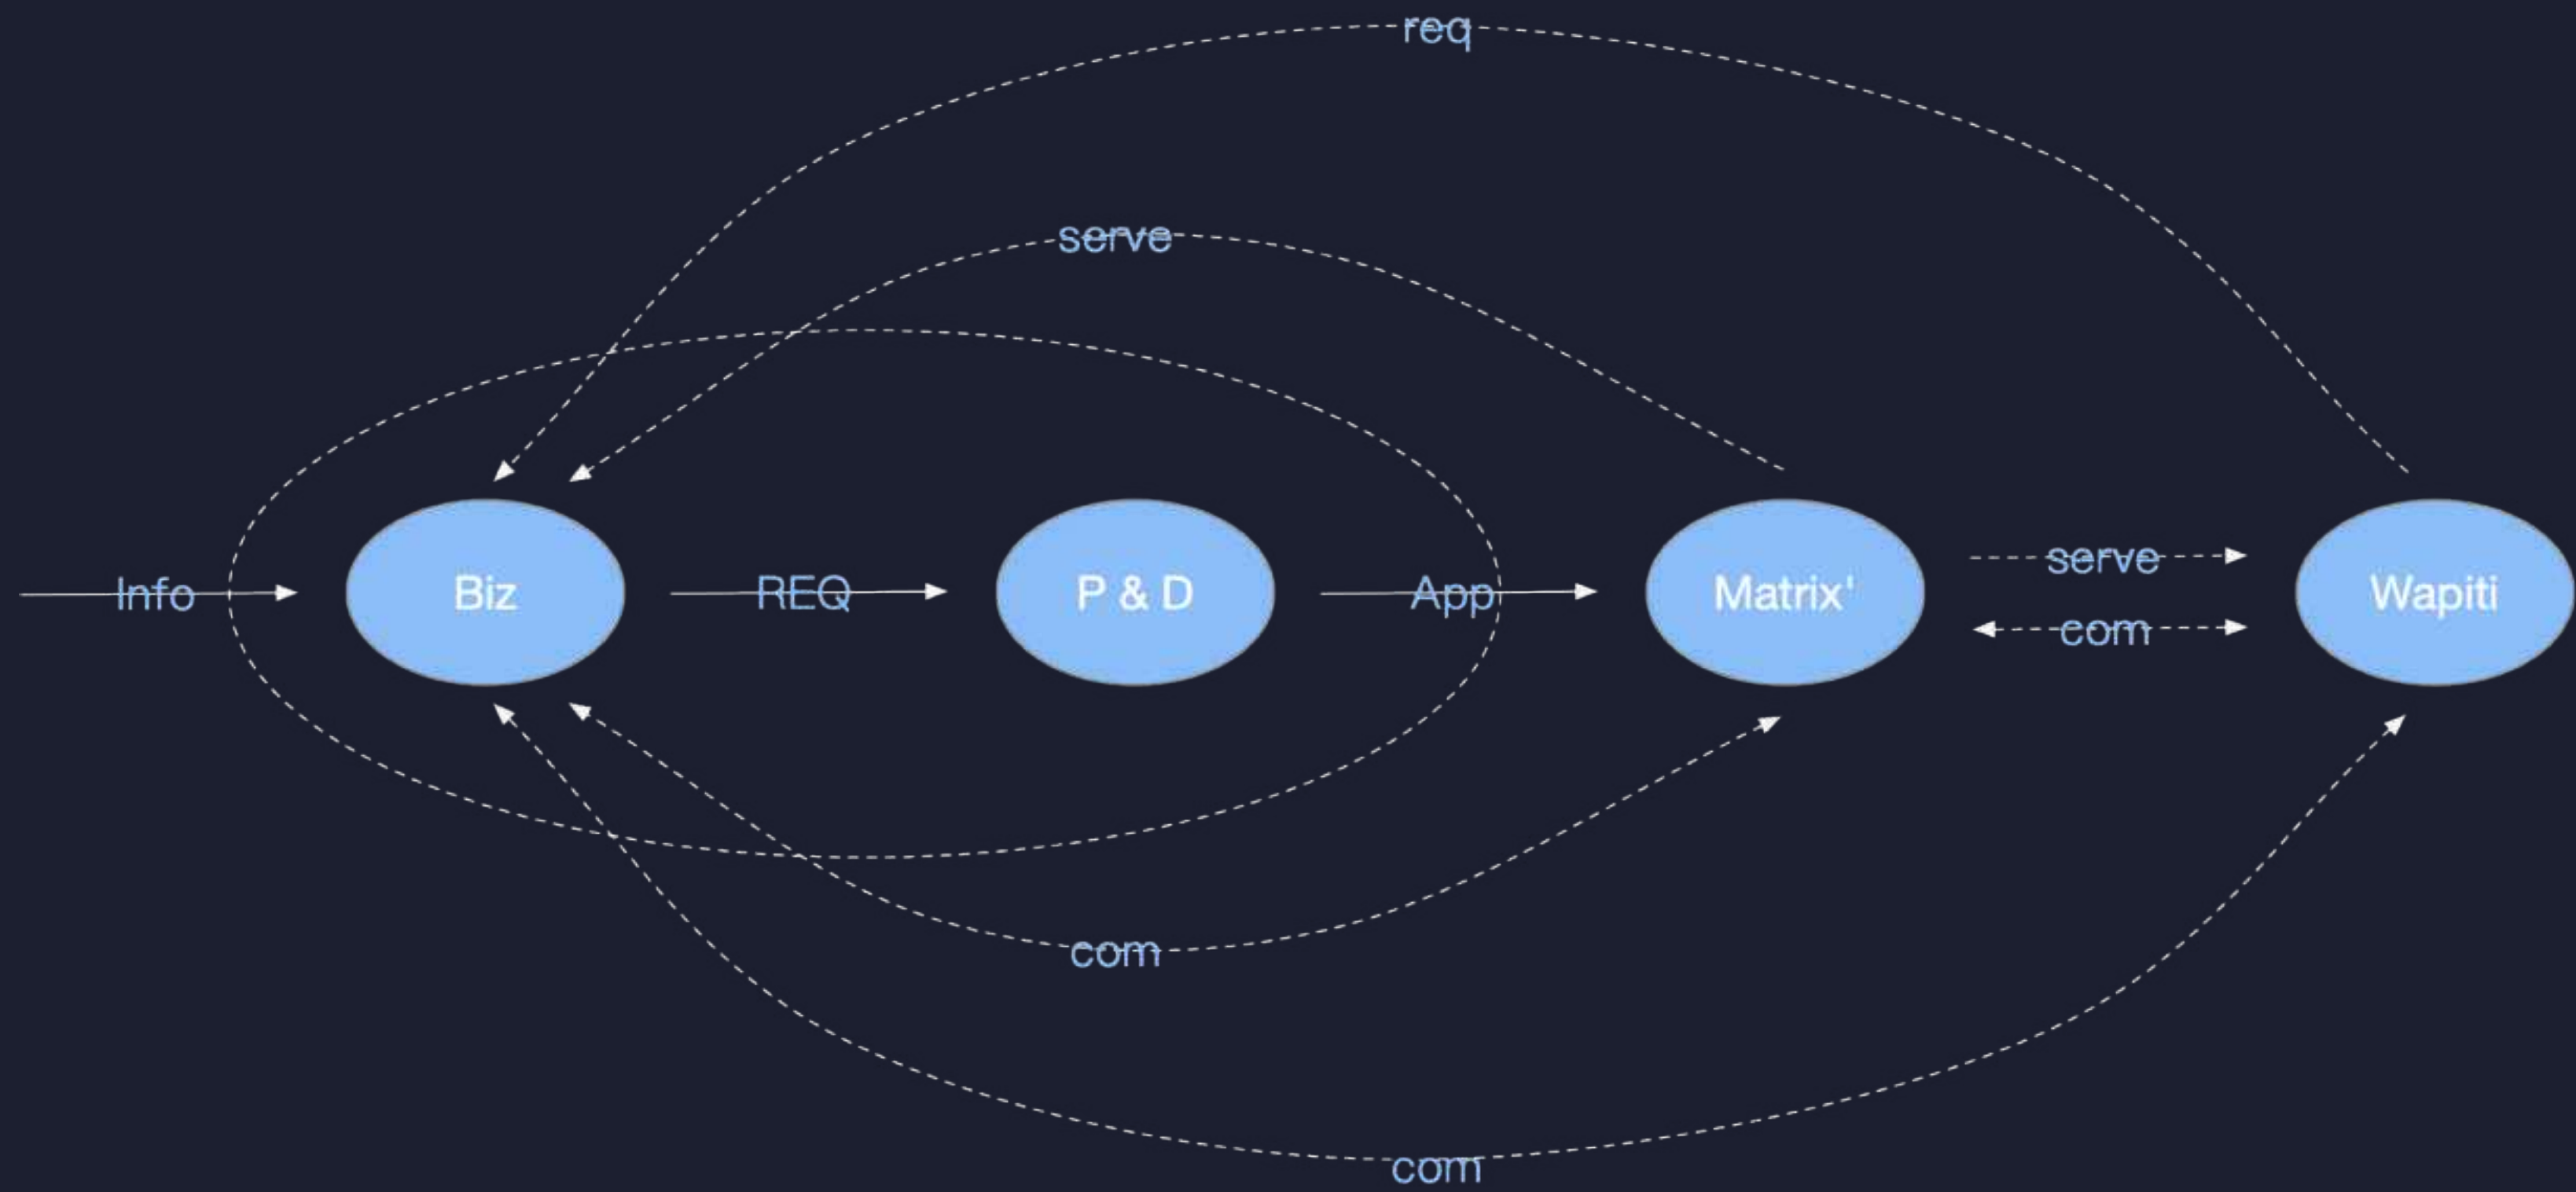 req
serve
Info
Biz
REQ
P & D
App
Matrix'
serve
com
Wapiti
com
com